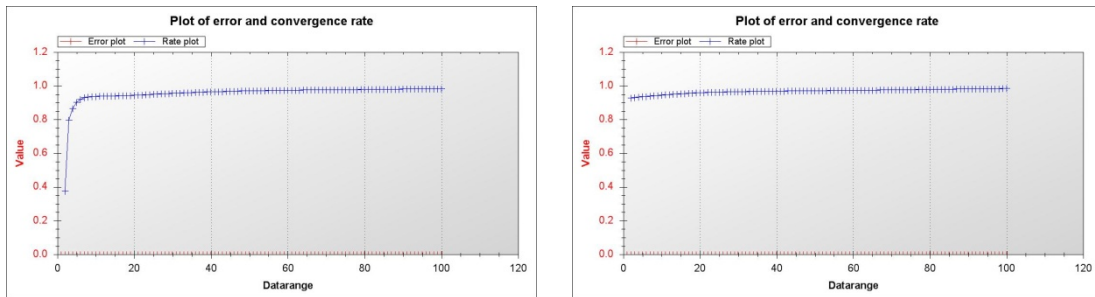 Plot of error and convergence rate
Error plot Rate plot
1.2
1.0
0.8
0.6
0.4
0.2
0.0
Value
0 20 40 60 80 100 120
Datarange
Plot of error and convergence rate
Error plot Rate plot
1.2
1.0
0.8
0.6
0.4
0.2
0.0
Value
0 20 40 60 80 100 120
Datarange